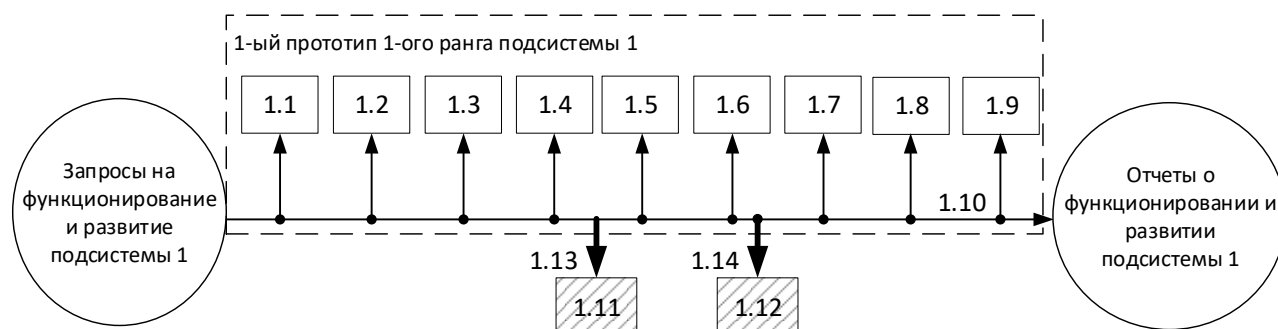 1-ый прототип 1-ого ранга подсистемы 1
1.1 1.2 1.3 1.4 1.5 1.6 1.7 1.8 1.9
Запросы на
функционирование
и развитие
подсистемы 1
1.10
Отчеты о
функционировании и
развитии
подсистемы 1
1.13 1.14
1.11 1.12